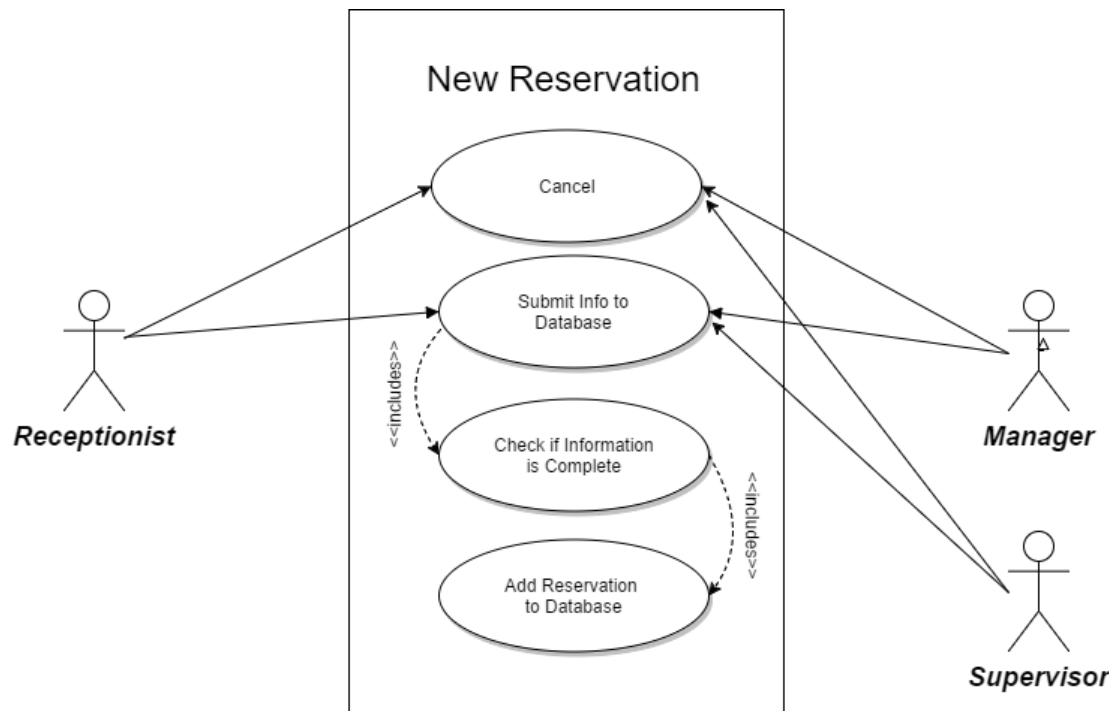 New Reservation
Cancel
Submit Info to
Database
<<includes>>
Receptionist
Manager
Check if Information
is Complete
<<includes>>
Add Reservation
to Database
Supervisor